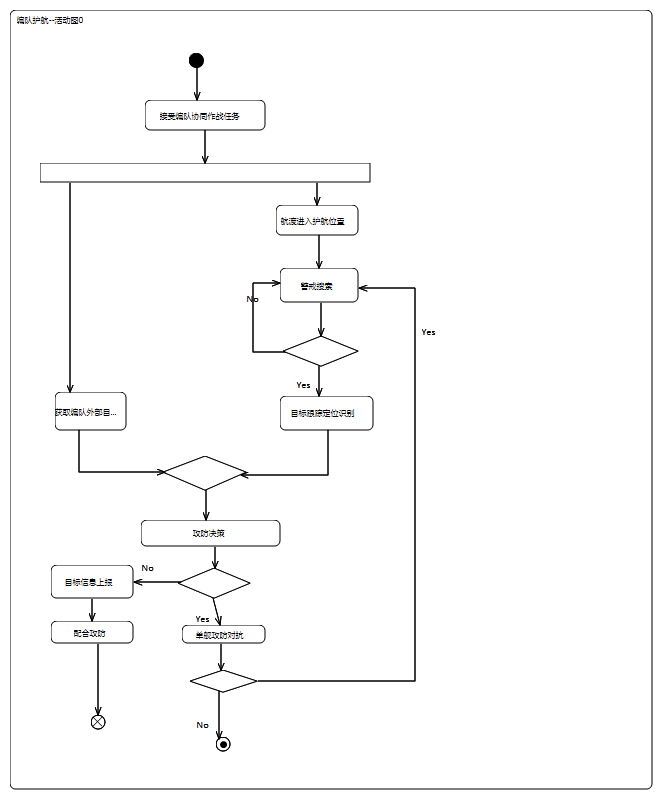 编队护航--活动图0
接受编队协同作战任务
航渡进入护航位置
警戒搜索
No
Yes
Yes
获取编队外部目...
目标跟踪定位识别
攻防决策
No
目标信息上报
Yes
配合攻防
单舰攻防对抗
No